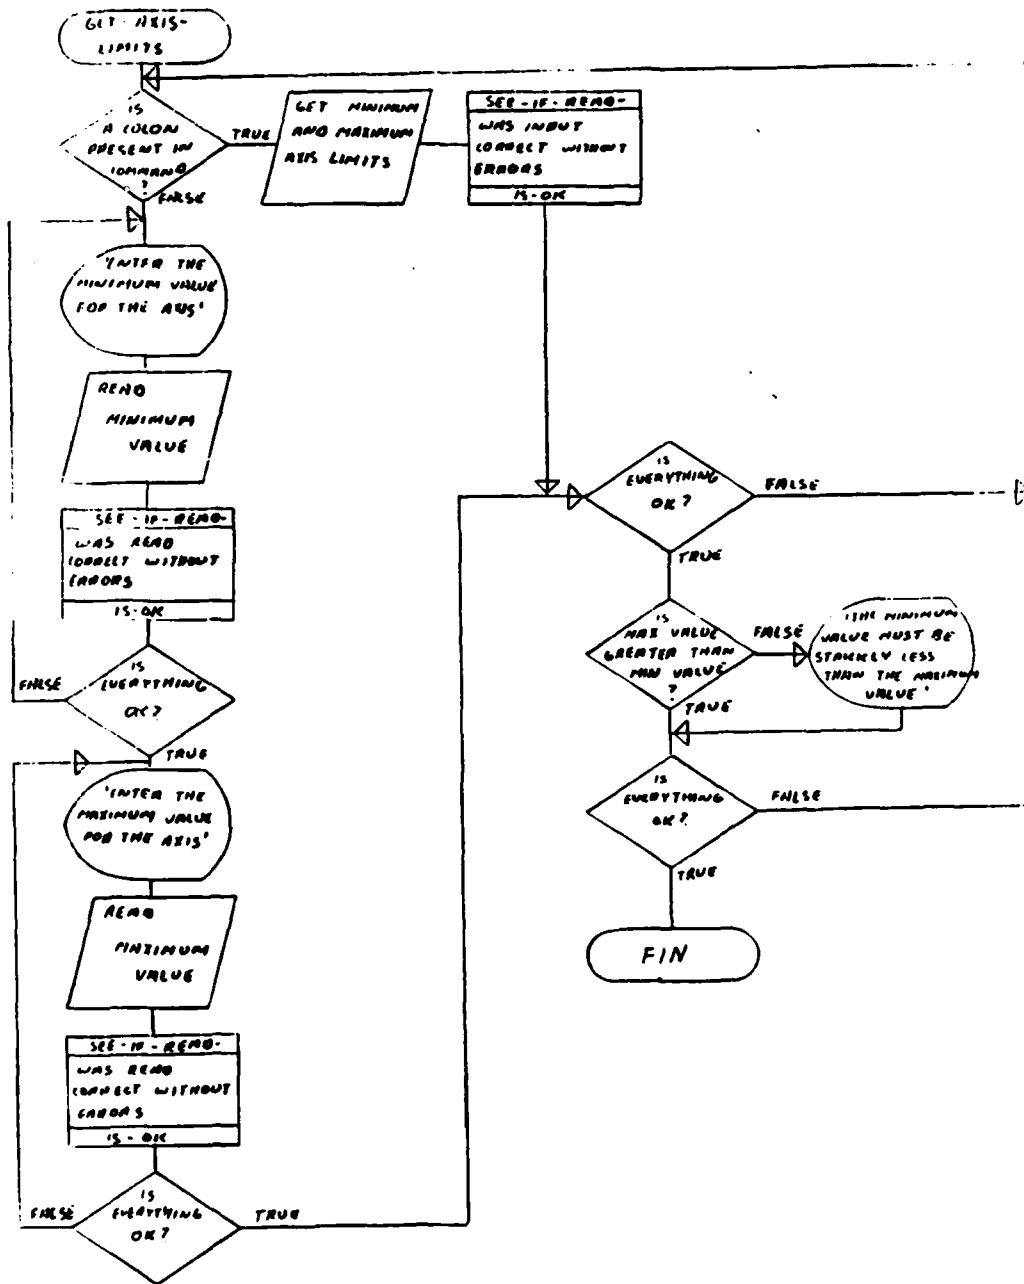 GET-AXIS-
LIMITS
IS
A COLON
PRESENT IN
COMMAND
?
TRUE
FALSE
GET MINIMUM
AND MAXIMUM
AXIS LIMITS
SEE-IF-READ-
WAS INPUT
CORRECT WITHOUT
ERRORS
IS-OK
'ENTER THE
MINIMUM VALUE
FOR THE AXIS'
READ
MINIMUM
VALUE
SEE-IF-READ-
WAS READ
CORRECT WITHOUT
ERRORS
IS-OK
IS
EVERYTHING
OK?
FALSE
TRUE
'ENTER THE
MAXIMUM VALUE
FOR THE AXIS'
READ
MAXIMUM
VALUE
SEE-IF-READ-
WAS READ
CORRECT WITHOUT
ERRORS
IS-OK
IS
EVERYTHING
OK?
FALSE
TRUE
IS
EVERYTHING
OK?
FALSE
TRUE
IS
MAX VALUE
GREATER THAN
MIN VALUE
?
FALSE
TRUE
'THE MINIMUM
VALUE MUST BE
LESS
THAN THE MAXIMUM
VALUE'
IS
EVERYTHING
OK?
FALSE
TRUE
FIN